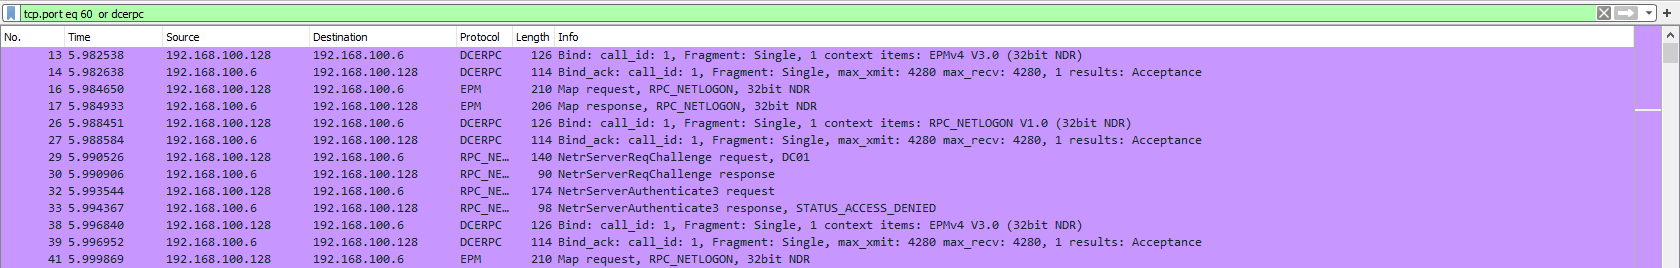 tcp.port eq 60 or dcerpc
No. Time Source Destination Protocol Length Info
13 5.982538 192.168.100.128 192.168.100.6 DCERPC 126 Bind: call_id: 1, Fragment: Single, 1 context items: EPMv4 V3.0 (32bit NDR)
14 5.982638 192.168.100.6 192.168.100.128 DCERPC 114 Bind_ack: call_id: 1, Fragment: Single, max_xmit: 4280 max_recv: 4280, 1 results: Acceptance
16 5.984650 192.168.100.128 192.168.100.6 EPM 210 Map request, RPC_NETLOGON, 32bit NDR
17 5.984933 192.168.100.6 192.168.100.128 EPM 206 Map response, RPC_NETLOGON, 32bit NDR
26 5.988451 192.168.100.128 192.168.100.6 DCERPC 126 Bind: call_id: 1, Fragment: Single, 1 context items: RPC_NETLOGON V1.0 (32bit NDR)
27 5.988584 192.168.100.6 192.168.100.128 DCERPC 114 Bind_ack: call_id: 1, Fragment: Single, max_xmit: 4280 max_recv: 4280, 1 results: Acceptance
29 5.990526 192.168.100.128 192.168.100.6 RPC_NE… 140 NetrServerReqChallenge request, DC01
30 5.990906 192.168.100.6 192.168.100.128 RPC_NE… 90 NetrServerReqChallenge response
32 5.993544 192.168.100.128 192.168.100.6 RPC_NE… 174 NetrServerAuthenticate3 request
33 5.994367 192.168.100.6 192.168.100.128 RPC_NE… 98 NetrServerAuthenticate3 response, STATUS_ACCESS_DENIED
38 5.996840 192.168.100.128 192.168.100.6 DCERPC 126 Bind: call_id: 1, Fragment: Single, 1 context items: EPMv4 V3.0 (32bit NDR)
39 5.996952 192.168.100.6 192.168.100.128 DCERPC 114 Bind_ack: call_id: 1, Fragment: Single, max_xmit: 4280 max_recv: 4280, 1 results: Acceptance
41 5.999869 192.168.100.128 192.168.100.6 EPM 210 Map request, RPC_NETLOGON, 32bit NDR